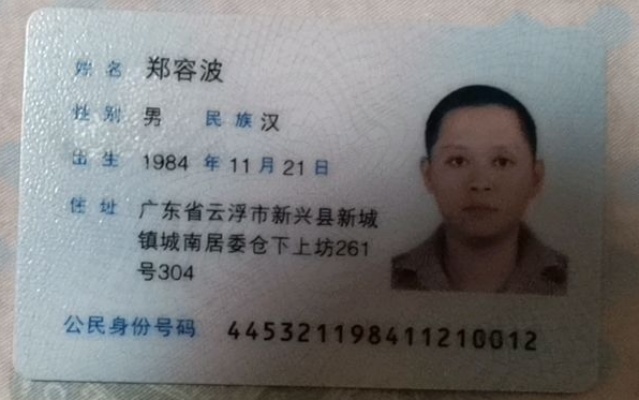 姓名 郑容波
性别 男 民族 汉
出生 1984 年 11 月 21 日
住址 广东省云浮市新兴县新城
镇城南居委仓下上坊261
号304
公民身份号码 445321198411210012